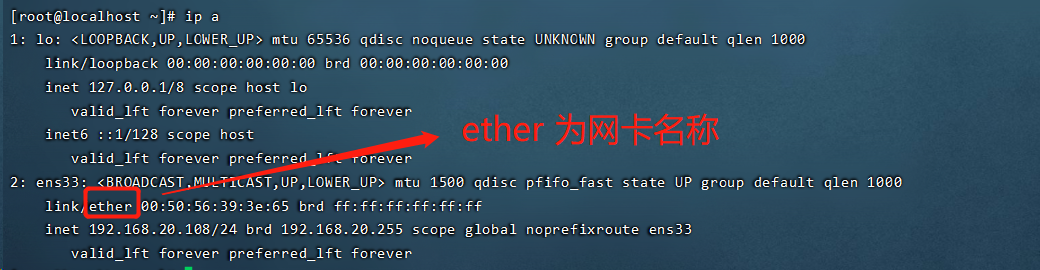 [root@localhost ~]# ip a
1: lo: <LOOPBACK,UP,LOWER_UP> mtu 65536 qdisc noqueue state UNKNOWN group default qlen 1000
link/loopback 00:00:00:00:00:00 brd 00:00:00:00:00:00
inet 127.0.0.1/8 scope host lo
valid_lft forever preferred_lft forever
inet6 ::1/128 scope host
valid_lft forever preferred_lft forever
ether 为网卡名称
2: ens33: <BROADCAST,MULTICAST,UP,LOWER_UP> mtu 1500 qdisc pfifo_fast state UP group default qlen 1000
link/ether 00:50:56:39:3e:65 brd ff:ff:ff:ff:ff:ff
inet 192.168.20.108/24 brd 192.168.20.255 scope global noprefixroute ens33
valid_lft forever preferred_lft forever